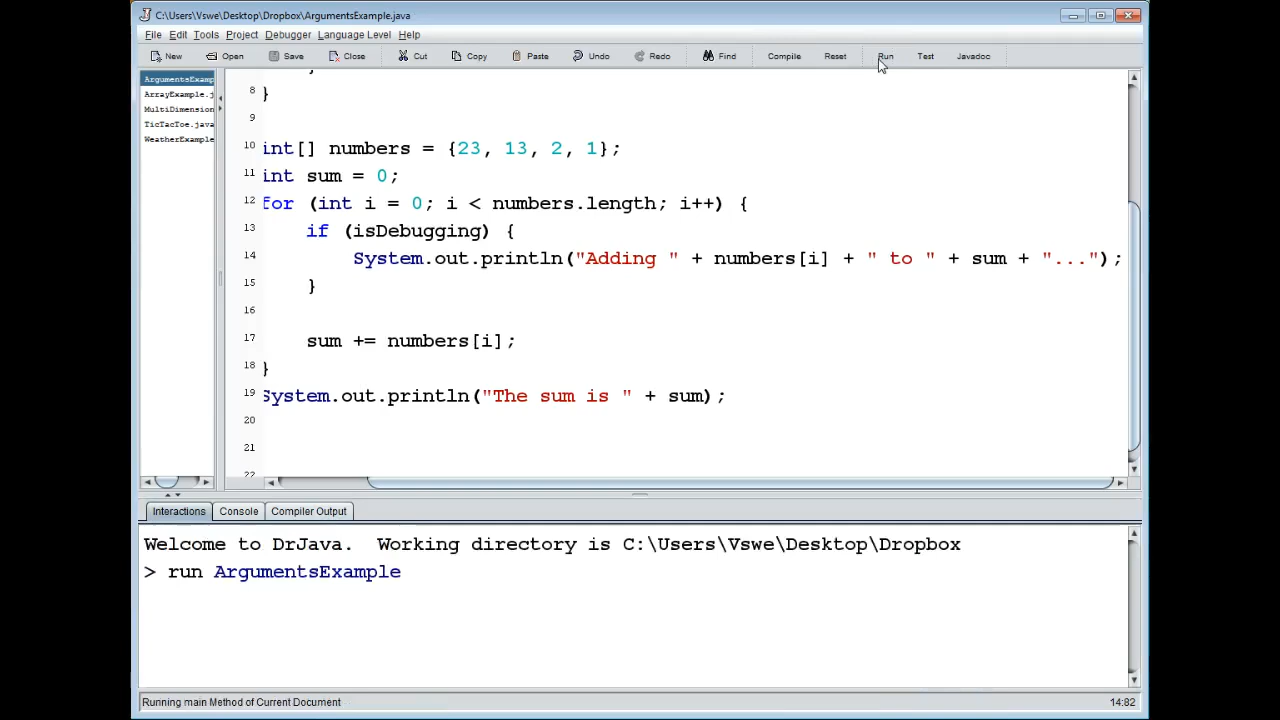 C:\Users\Vswe\Desktop\Dropbox\ArgumentsExample.java
File Edit Tools Project Debugger Language Level Help
New Open Save Close Cut Copy Paste Undo Redo Find Compile Reset Run Test Javadoc
ArgumentsExamp
ArrayExample.j
MultiDimension
TicTacToe.java
WeatherExample
8 }
9
10 int[] numbers = {23, 13, 2, 1};
11 int sum = 0;
12 for (int i = 0; i < numbers.length; i++) {
13 if (isDebugging) {
14 System.out.println("Adding " + numbers[i] + " to " + sum + "...");
15 }
16
17 sum += numbers[i];
18 }
19 System.out.println("The sum is " + sum);
20
21
22
Interactions Console Compiler Output
Welcome to DrJava. Working directory is C:\Users\Vswe\Desktop\Dropbox
> run ArgumentsExample
Running main Method of Current Document
14:82